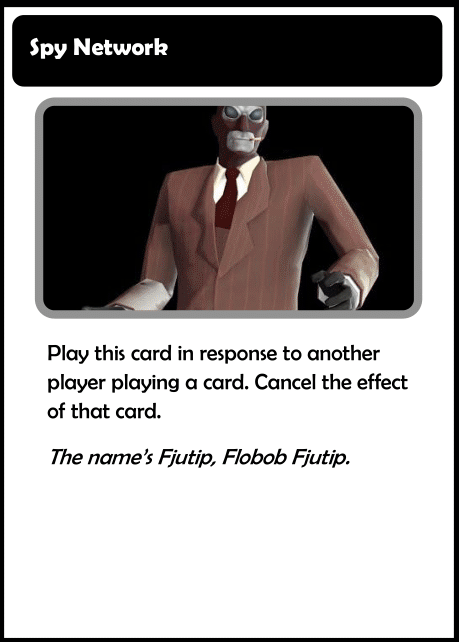 Spy Network
Play this card in response to another
player playing a card. Cancel the effect
of that card.
The name's Fjutip, Flobob Fjutip.